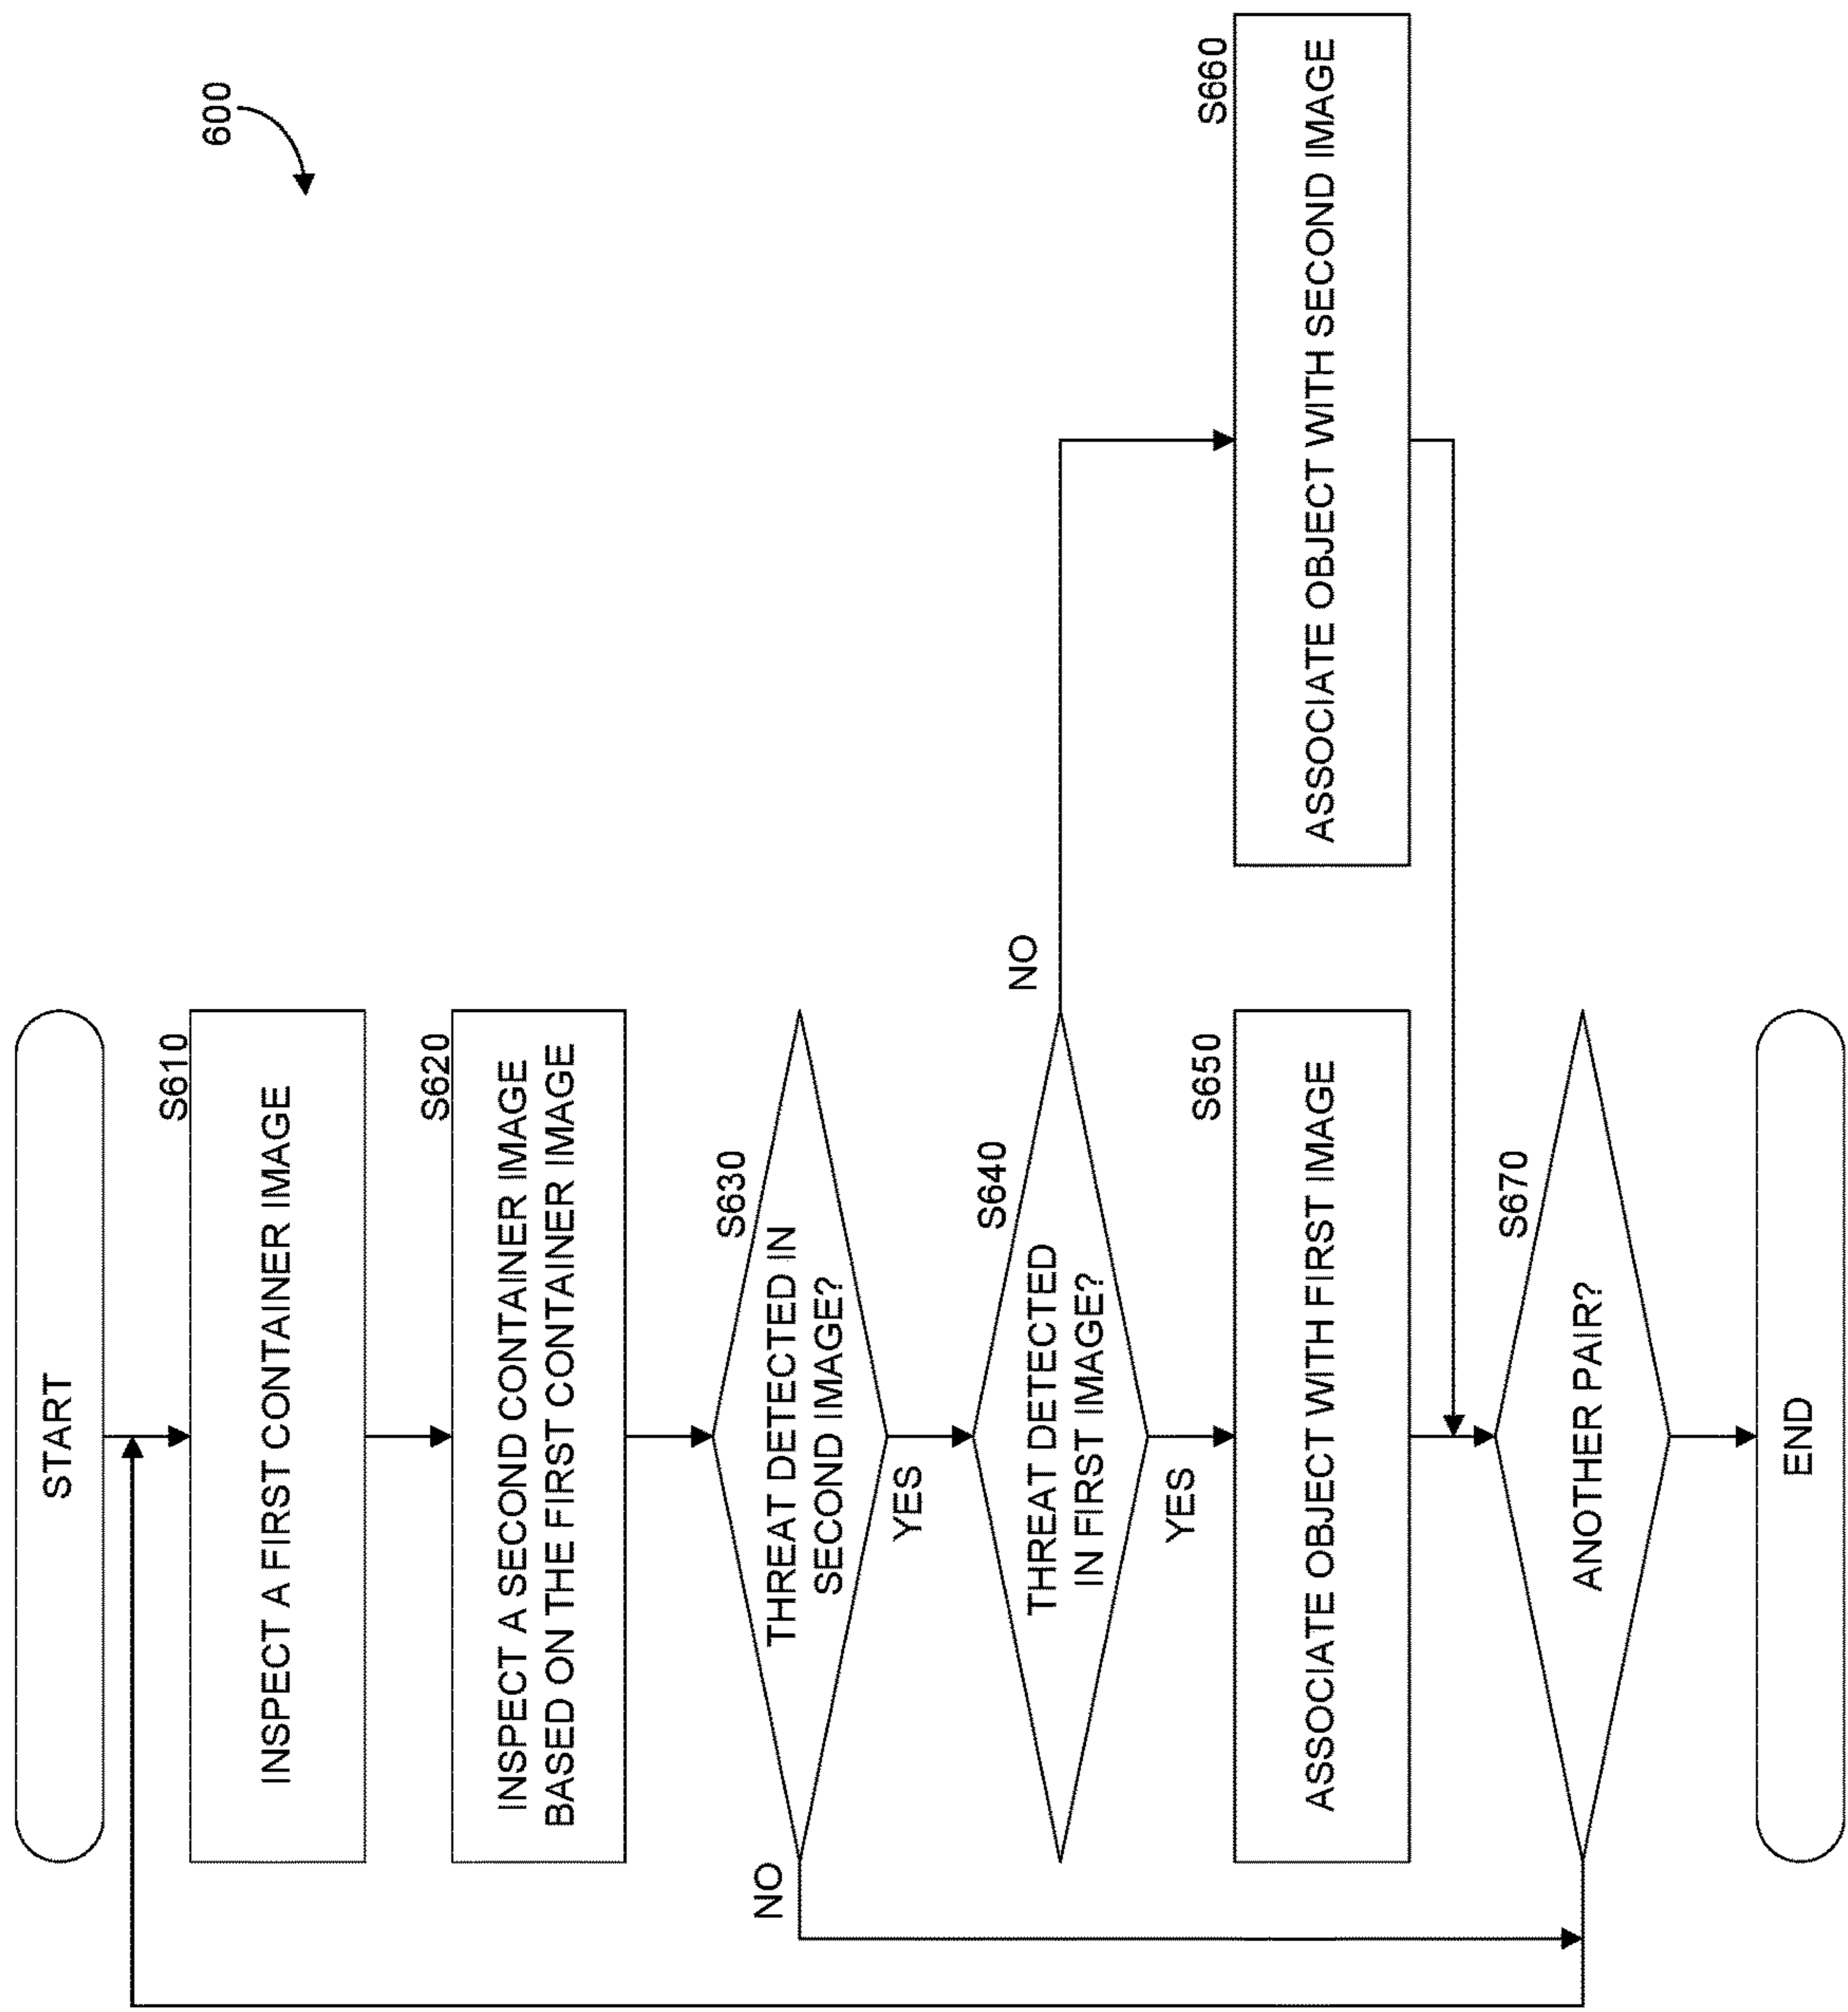 600
START
S610
INSPECT A FIRST CONTAINER IMAGE
S620
INSPECT A SECOND CONTAINER IMAGE
BASED ON THE FIRST CONTAINER IMAGE
S630
THREAT DETECTED IN
SECOND IMAGE?
NO
YES
S640
THREAT DETECTED
IN FIRST IMAGE?
NO
YES
S650
ASSOCIATE OBJECT WITH FIRST IMAGE
S660
ASSOCIATE OBJECT WITH SECOND IMAGE
S670
ANOTHER PAIR?
END